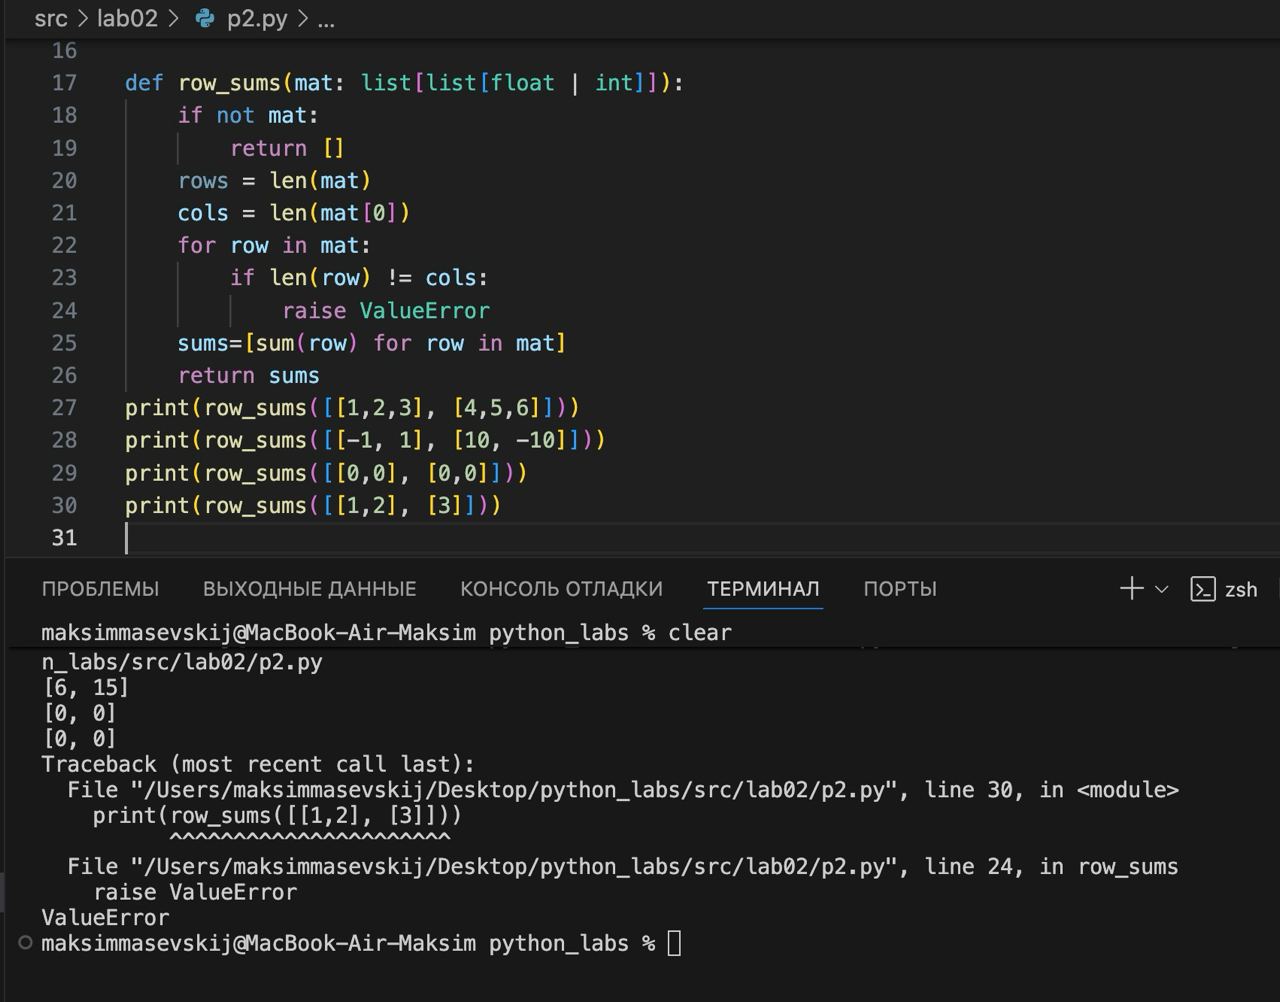 src > lab02 > p2.py > ...
16
17 def row_sums(mat: list[list[float | int]]):
18     if not mat:
19         return []
20     rows = len(mat)
21     cols = len(mat[0])
22     for row in mat:
23         if len(row) != cols:
24             raise ValueError
25     sums=[sum(row) for row in mat]
26     return sums
27 print(row_sums([[1,2,3], [4,5,6]]))
28 print(row_sums([[-1, 1], [10, -10]]))
29 print(row_sums([[0,0], [0,0]]))
30 print(row_sums([[1,2], [3]]))
31
ПРОБЛЕМЫ ВЫХОДНЫЕ ДАННЫЕ КОНСОЛЬ ОТЛАДКИ ТЕРМИНАЛ ПОРТЫ zsh
maksimmasevskij@MacBook-Air-Maksim python_labs % clear
n_labs/src/lab02/p2.py
[6, 15]
[0, 0]
[0, 0]
Traceback (most recent call last):
  File "/Users/maksimmasevskij/Desktop/python_labs/src/lab02/p2.py", line 30, in <module>
    print(row_sums([[1,2], [3]]))
          ^^^^^^^^^^^^^^^^^^^^^^
  File "/Users/maksimmasevskij/Desktop/python_labs/src/lab02/p2.py", line 24, in row_sums
    raise ValueError
ValueError
maksimmasevskij@MacBook-Air-Maksim python_labs %